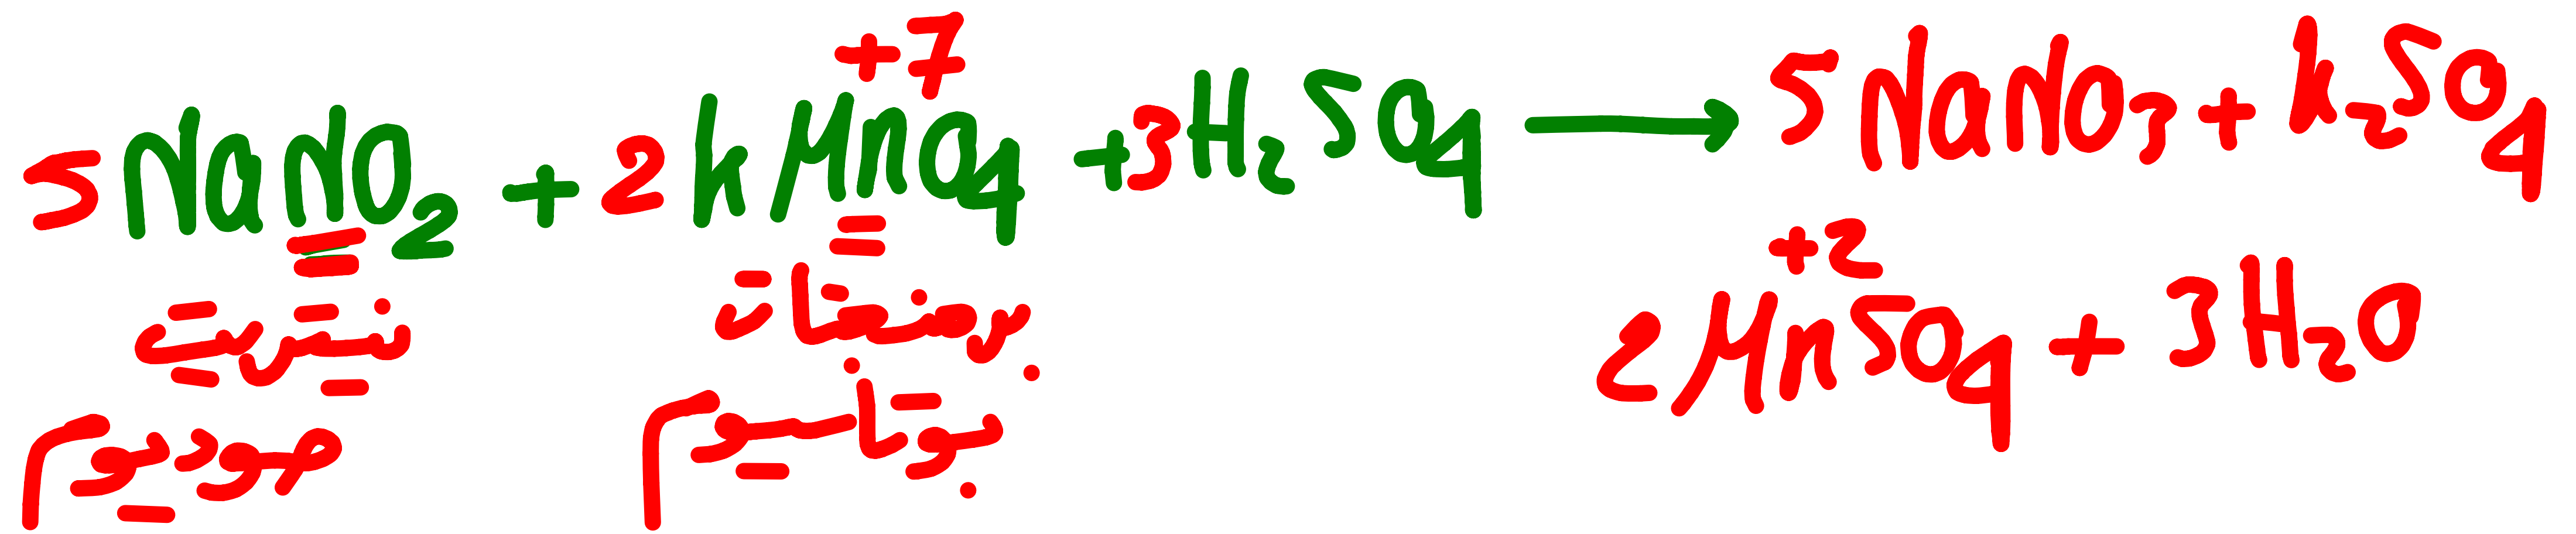 5NaNO₂ + 2KMnO₄ + 3H₂SO₄ ⟶ 5NaNO₃ + K₂SO₄
+7
+2
2MnSO₄ + 3H₂O
نيتريت
صوديوم
برمنغنات
بوتاسيوم